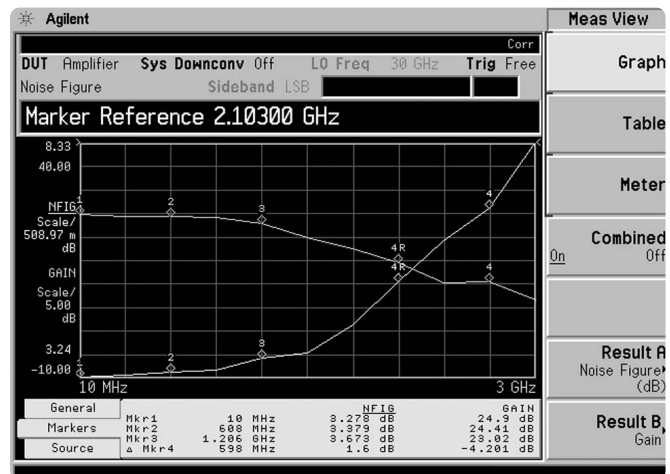 Agilent
Meas View
Corr
DUT Amplifier Sys Downconv Off LO Freq 30 GHz Trig Free
Noise Figure Sideband LSB
Marker Reference 2.10300 GHz
Graph
Table
Meter
Combined
On Off
Result A
Noise Figure
(dB)
Result B
Gain
8.33
40.00
NFIG
Scale/
508.97 m
dB
GAIN
Scale/
5.00
dB
3.24
-10.00
1
2
3
4R
4
1
2
3
4R
4
10 MHz 3 GHz
General
Markers
Source
NFIG GAIN
Mkr1 10 MHz 3.278 dB 24.9 dB
Mkr2 608 MHz 3.379 dB 24.41 dB
Mkr3 1.206 GHz 3.673 dB 23.02 dB
Δ Mkr4 598 MHz 1.6 dB -4.201 dB